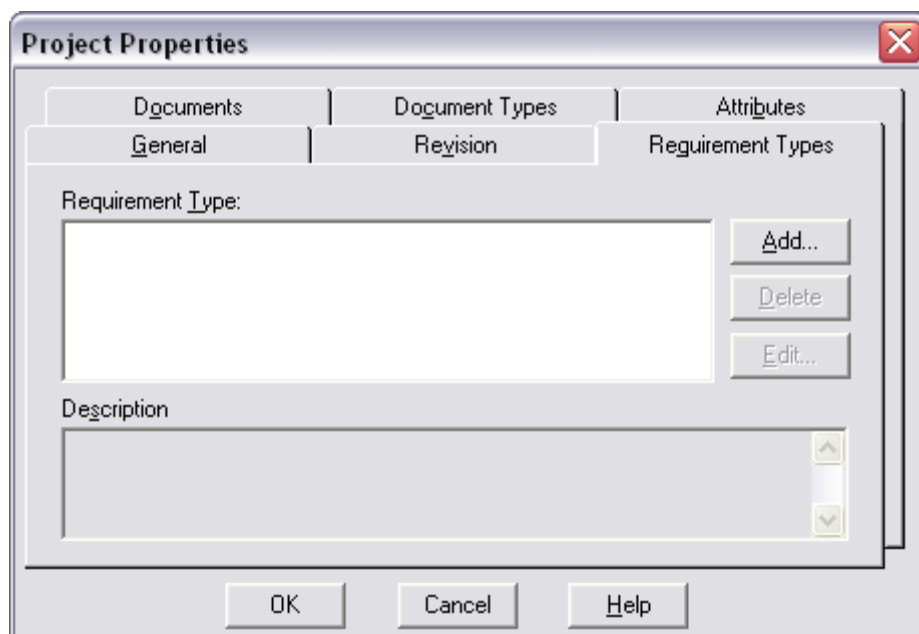 Project Properties
Documents Document Types Attributes
General Revision Requirement Types
Requirement Type:
Add...
Delete
Edit...
Description
OK Cancel Help